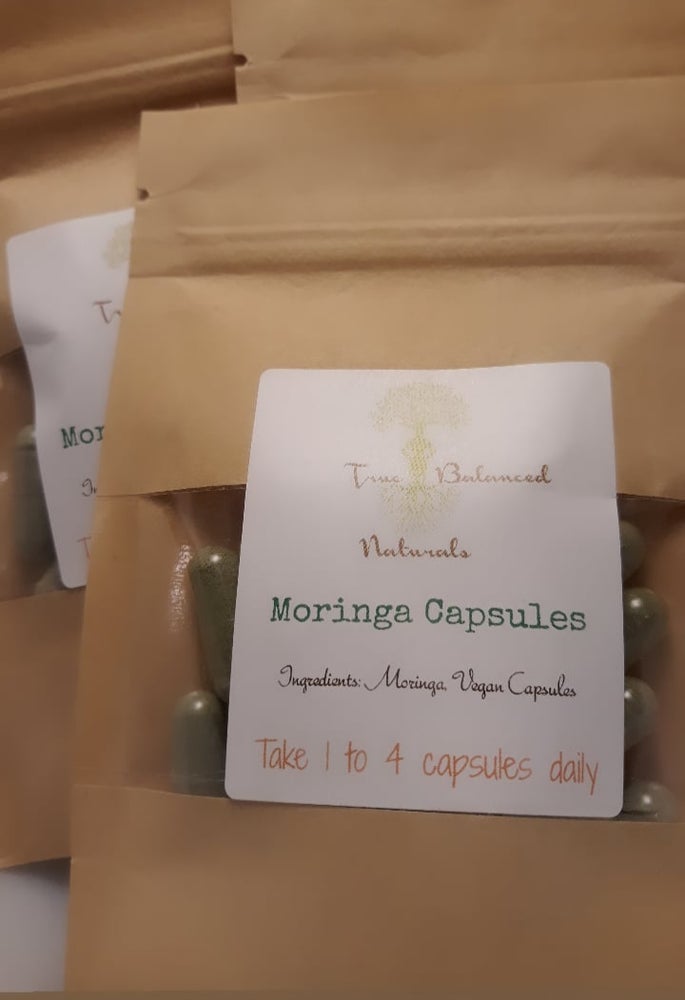 True Balanced
Naturals
Moringa Capsules
Ingredients: Moringa, Vegan Capsules
Take 1 to 4 capsules daily